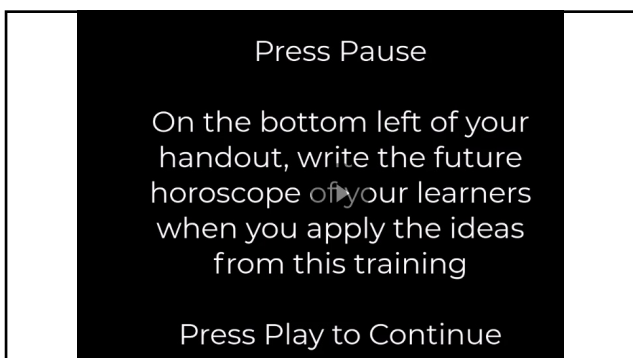 Press Pause
On the bottom left of your
handout, write the future
horoscope of your learners
when you apply the ideas
from this training
Press Play to Continue